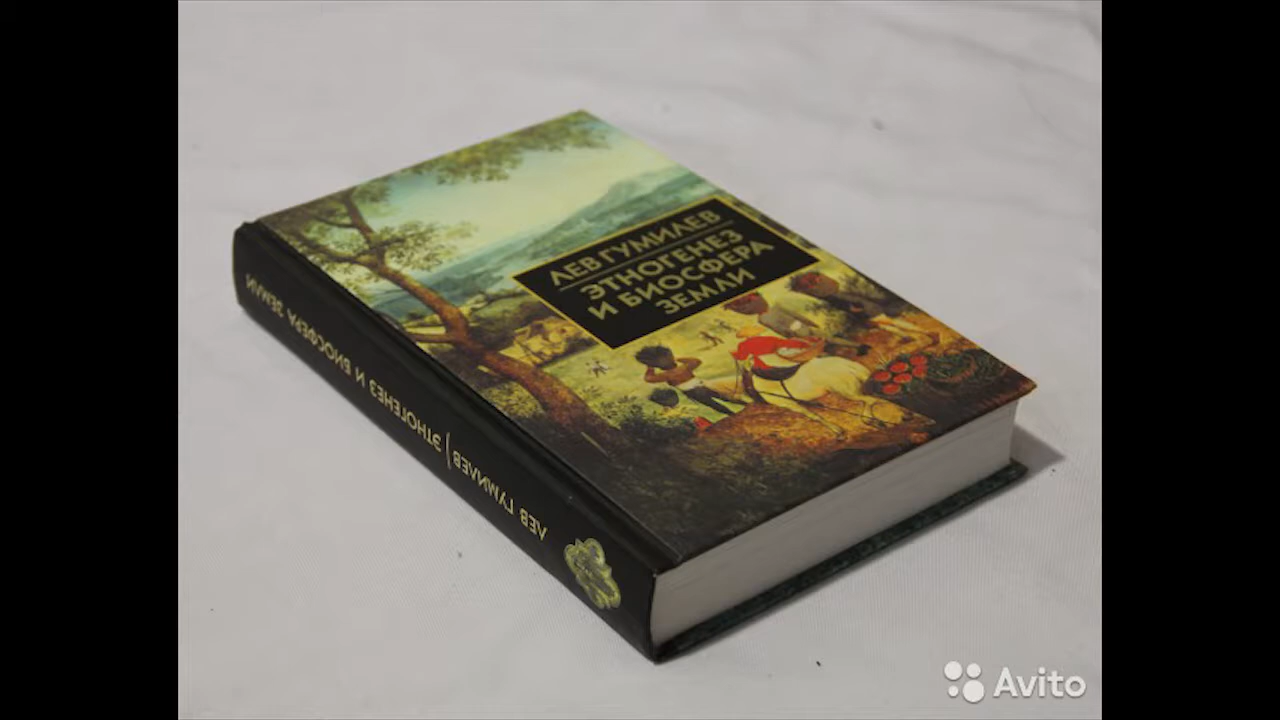 ЛЕВ ГУМИЛЕВ
ЭТНОГЕНЕЗ
И БИОСФЕРА
ЗЕМЛИ
ЛЕВ ГУМИЛЕВ ЭТНОГЕНЕЗ И БИОСФЕРА ЗЕМЛИ
Avito